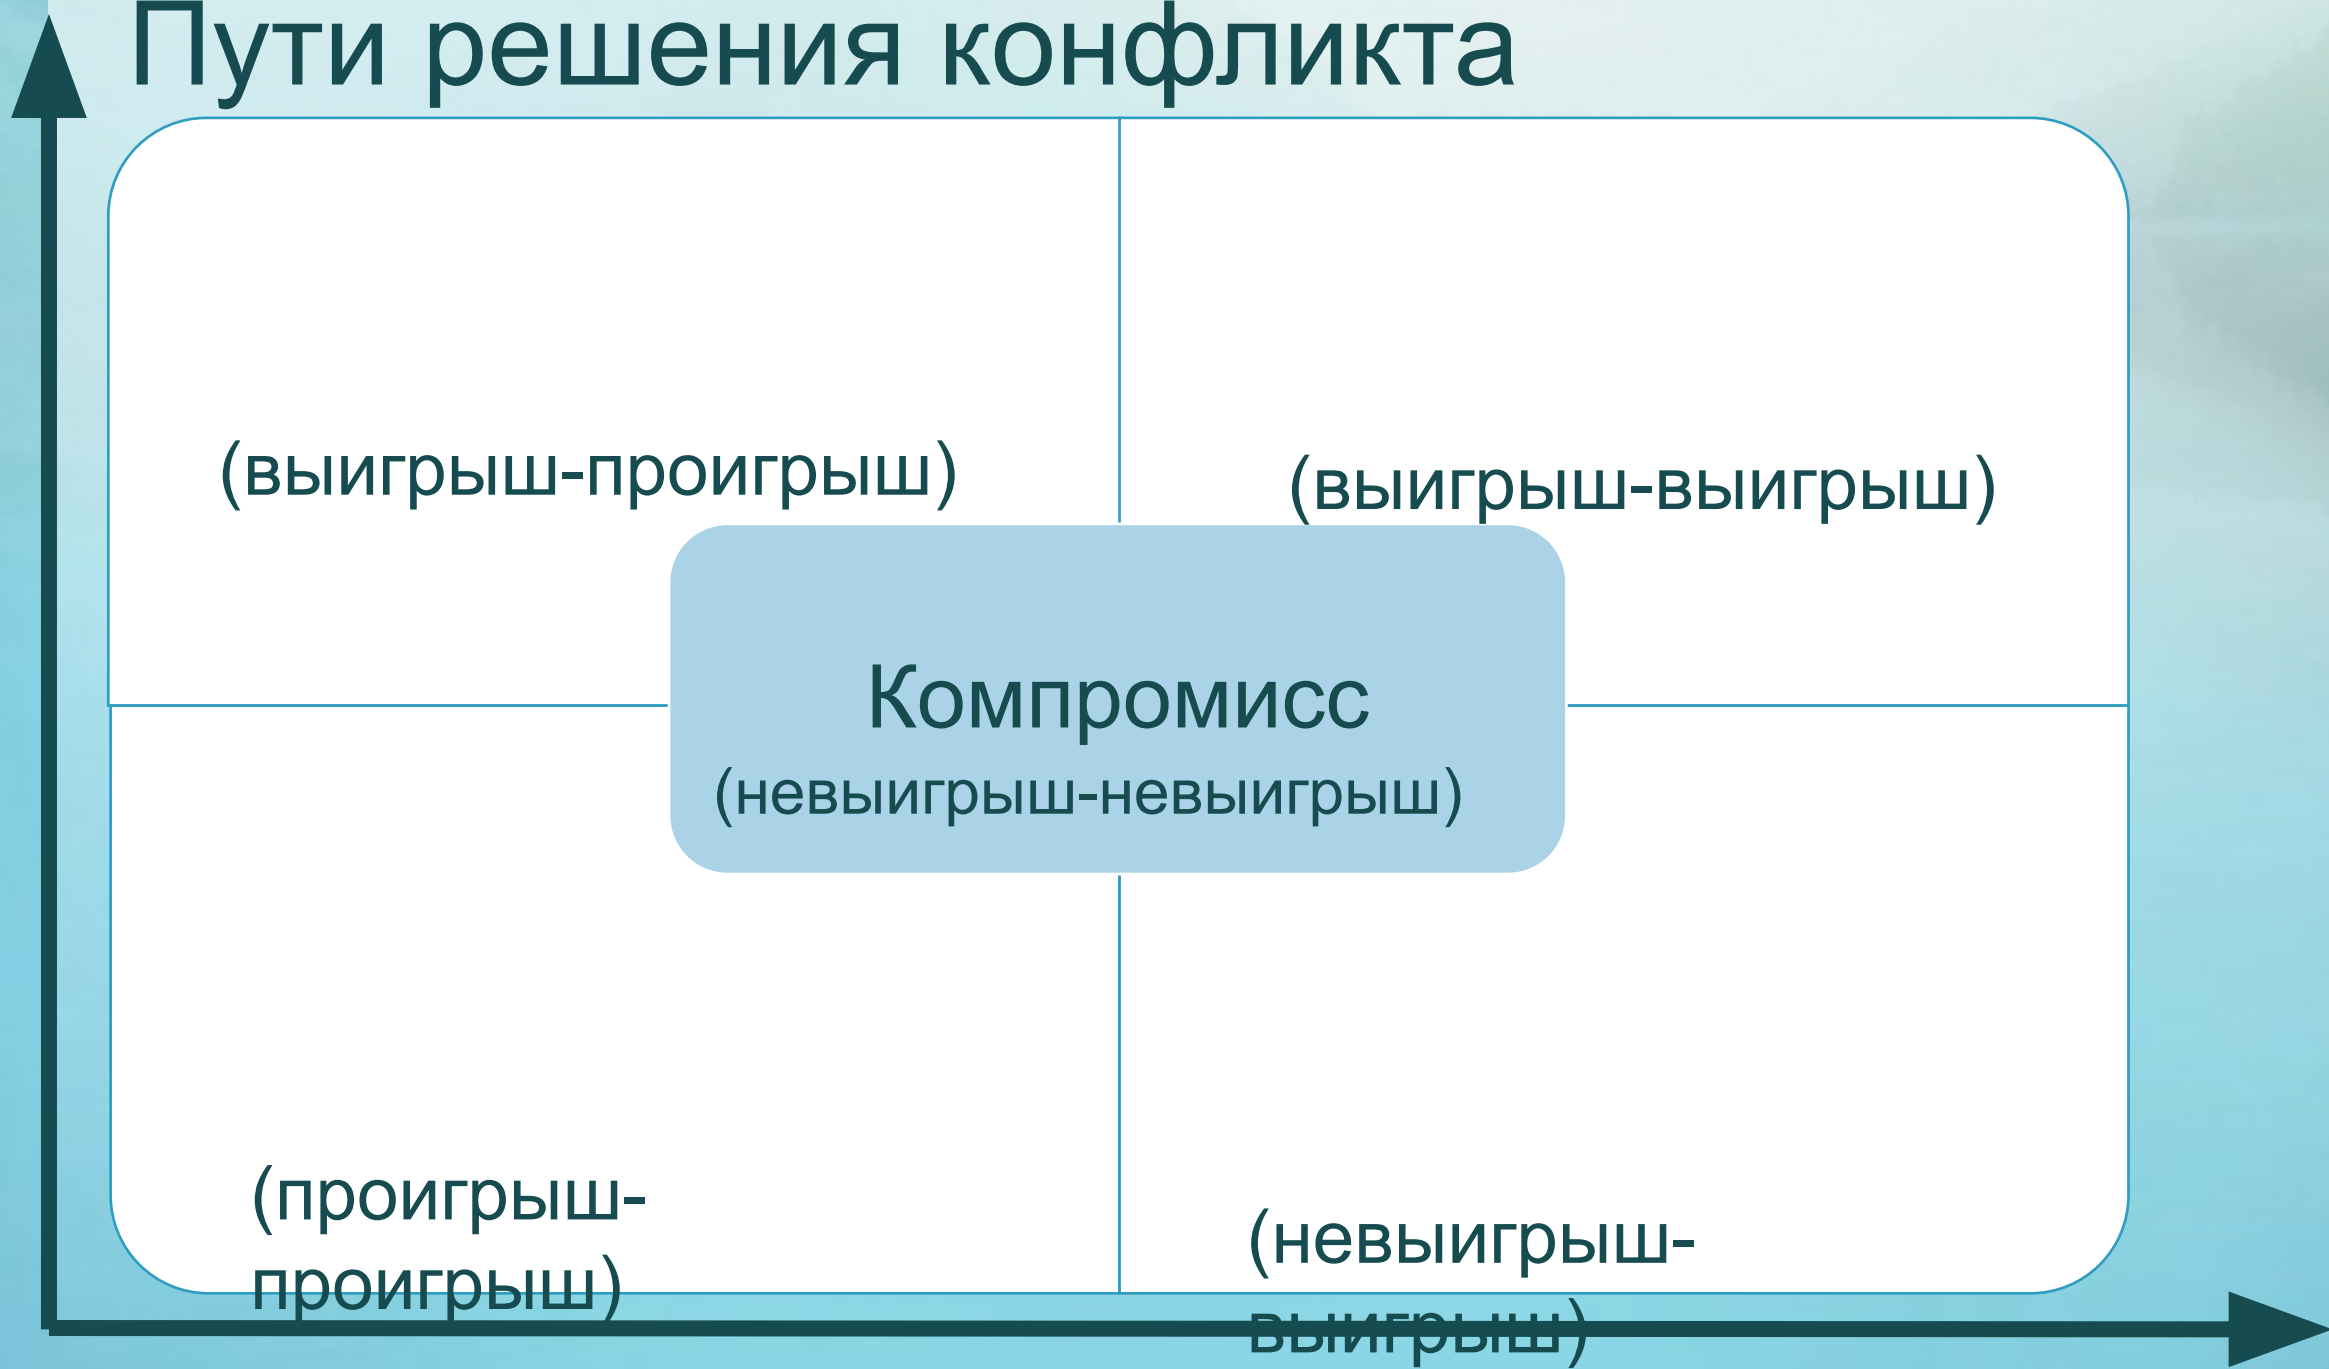 Пути решения конфликта
(выигрыш-проигрыш)
(выигрыш-выигрыш)
Компромисс
(невыигрыш-невыигрыш)
(проигрыш-
проигрыш)
(невыигрыш-
выигрыш)